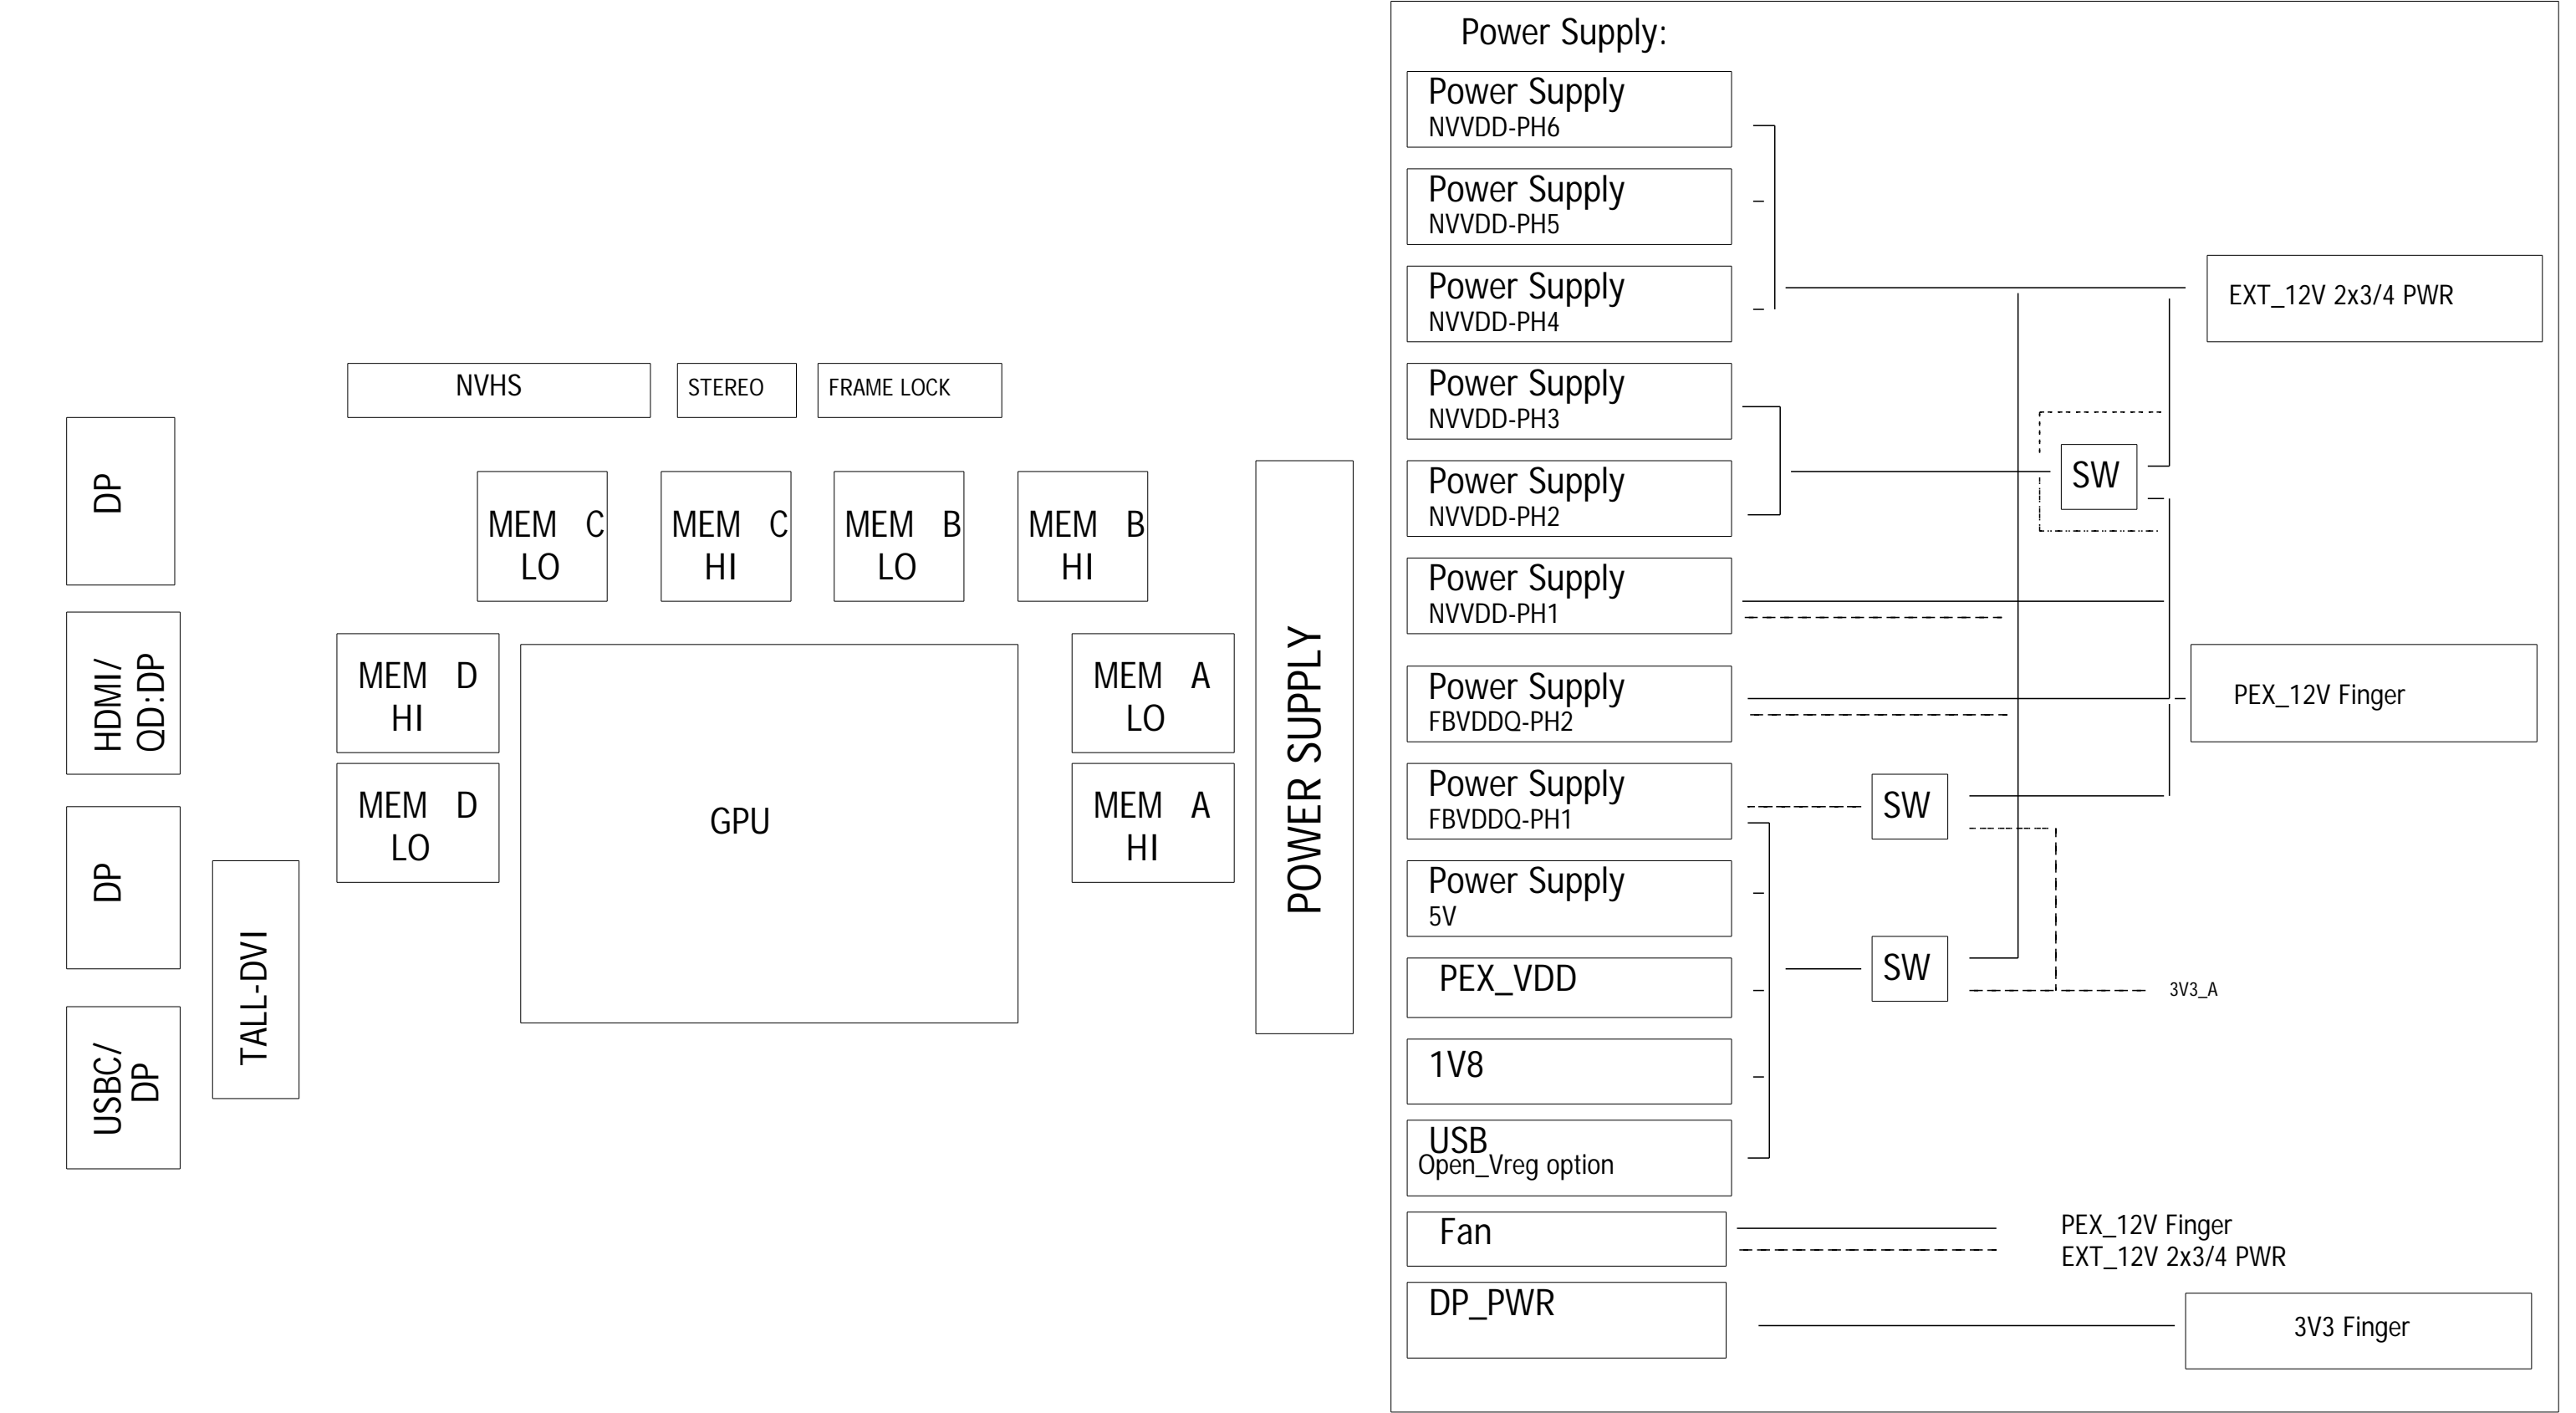 NVHS
STEREO
FRAME LOCK
DP
HDMI/
QD:DP
DP
USBC/
DP
TALL-DVI
MEM C
LO
MEM C
HI
MEM B
LO
MEM B
HI
MEM D
HI
MEM D
LO
GPU
MEM A
LO
MEM A
HI
POWER SUPPLY
Power Supply:
Power Supply
NVVDD-PH6
Power Supply
NVVDD-PH5
Power Supply
NVVDD-PH4
Power Supply
NVVDD-PH3
Power Supply
NVVDD-PH2
Power Supply
NVVDD-PH1
Power Supply
FBVDDQ-PH2
Power Supply
FBVDDQ-PH1
Power Supply
5V
PEX_VDD
1V8
USB
Open_Vreg option
Fan
DP_PWR
EXT_12V 2x3/4 PWR
SW
PEX_12V Finger
SW
SW
3V3_A
PEX_12V Finger
EXT_12V 2x3/4 PWR
3V3 Finger